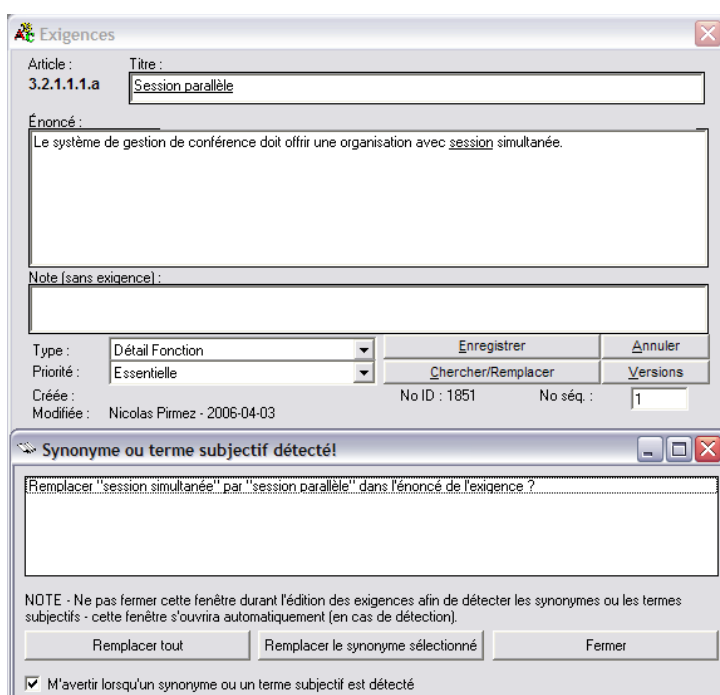 Exigences
Article :
Titre :
3.2.1.1.1.a
Session parallèle
Énoncé :
Le système de gestion de conférence doit offrir une organisation avec session simultanée.
Note (sans exigence) :
Type :
Détail Fonction
Enregistrer
Annuler
Priorité :
Essentielle
Chercher/Remplacer
Versions
Créée :
No ID : 1851
No séq. :
1
Modifiée :
Nicolas Pirmez - 2006-04-03
Synonyme ou terme subjectif détecté!
Remplacer "session simultanée" par "session parallèle" dans l'énoncé de l'exigence ?
NOTE - Ne pas fermer cette fenêtre durant l'édition des exigences afin de détecter les synonymes ou les termes
subjectifs - cette fenêtre s'ouvrira automatiquement (en cas de détection).
Remplacer tout
Remplacer le synonyme sélectionné
Fermer
M'avertir lorsqu'un synonyme ou un terme subjectif est détecté